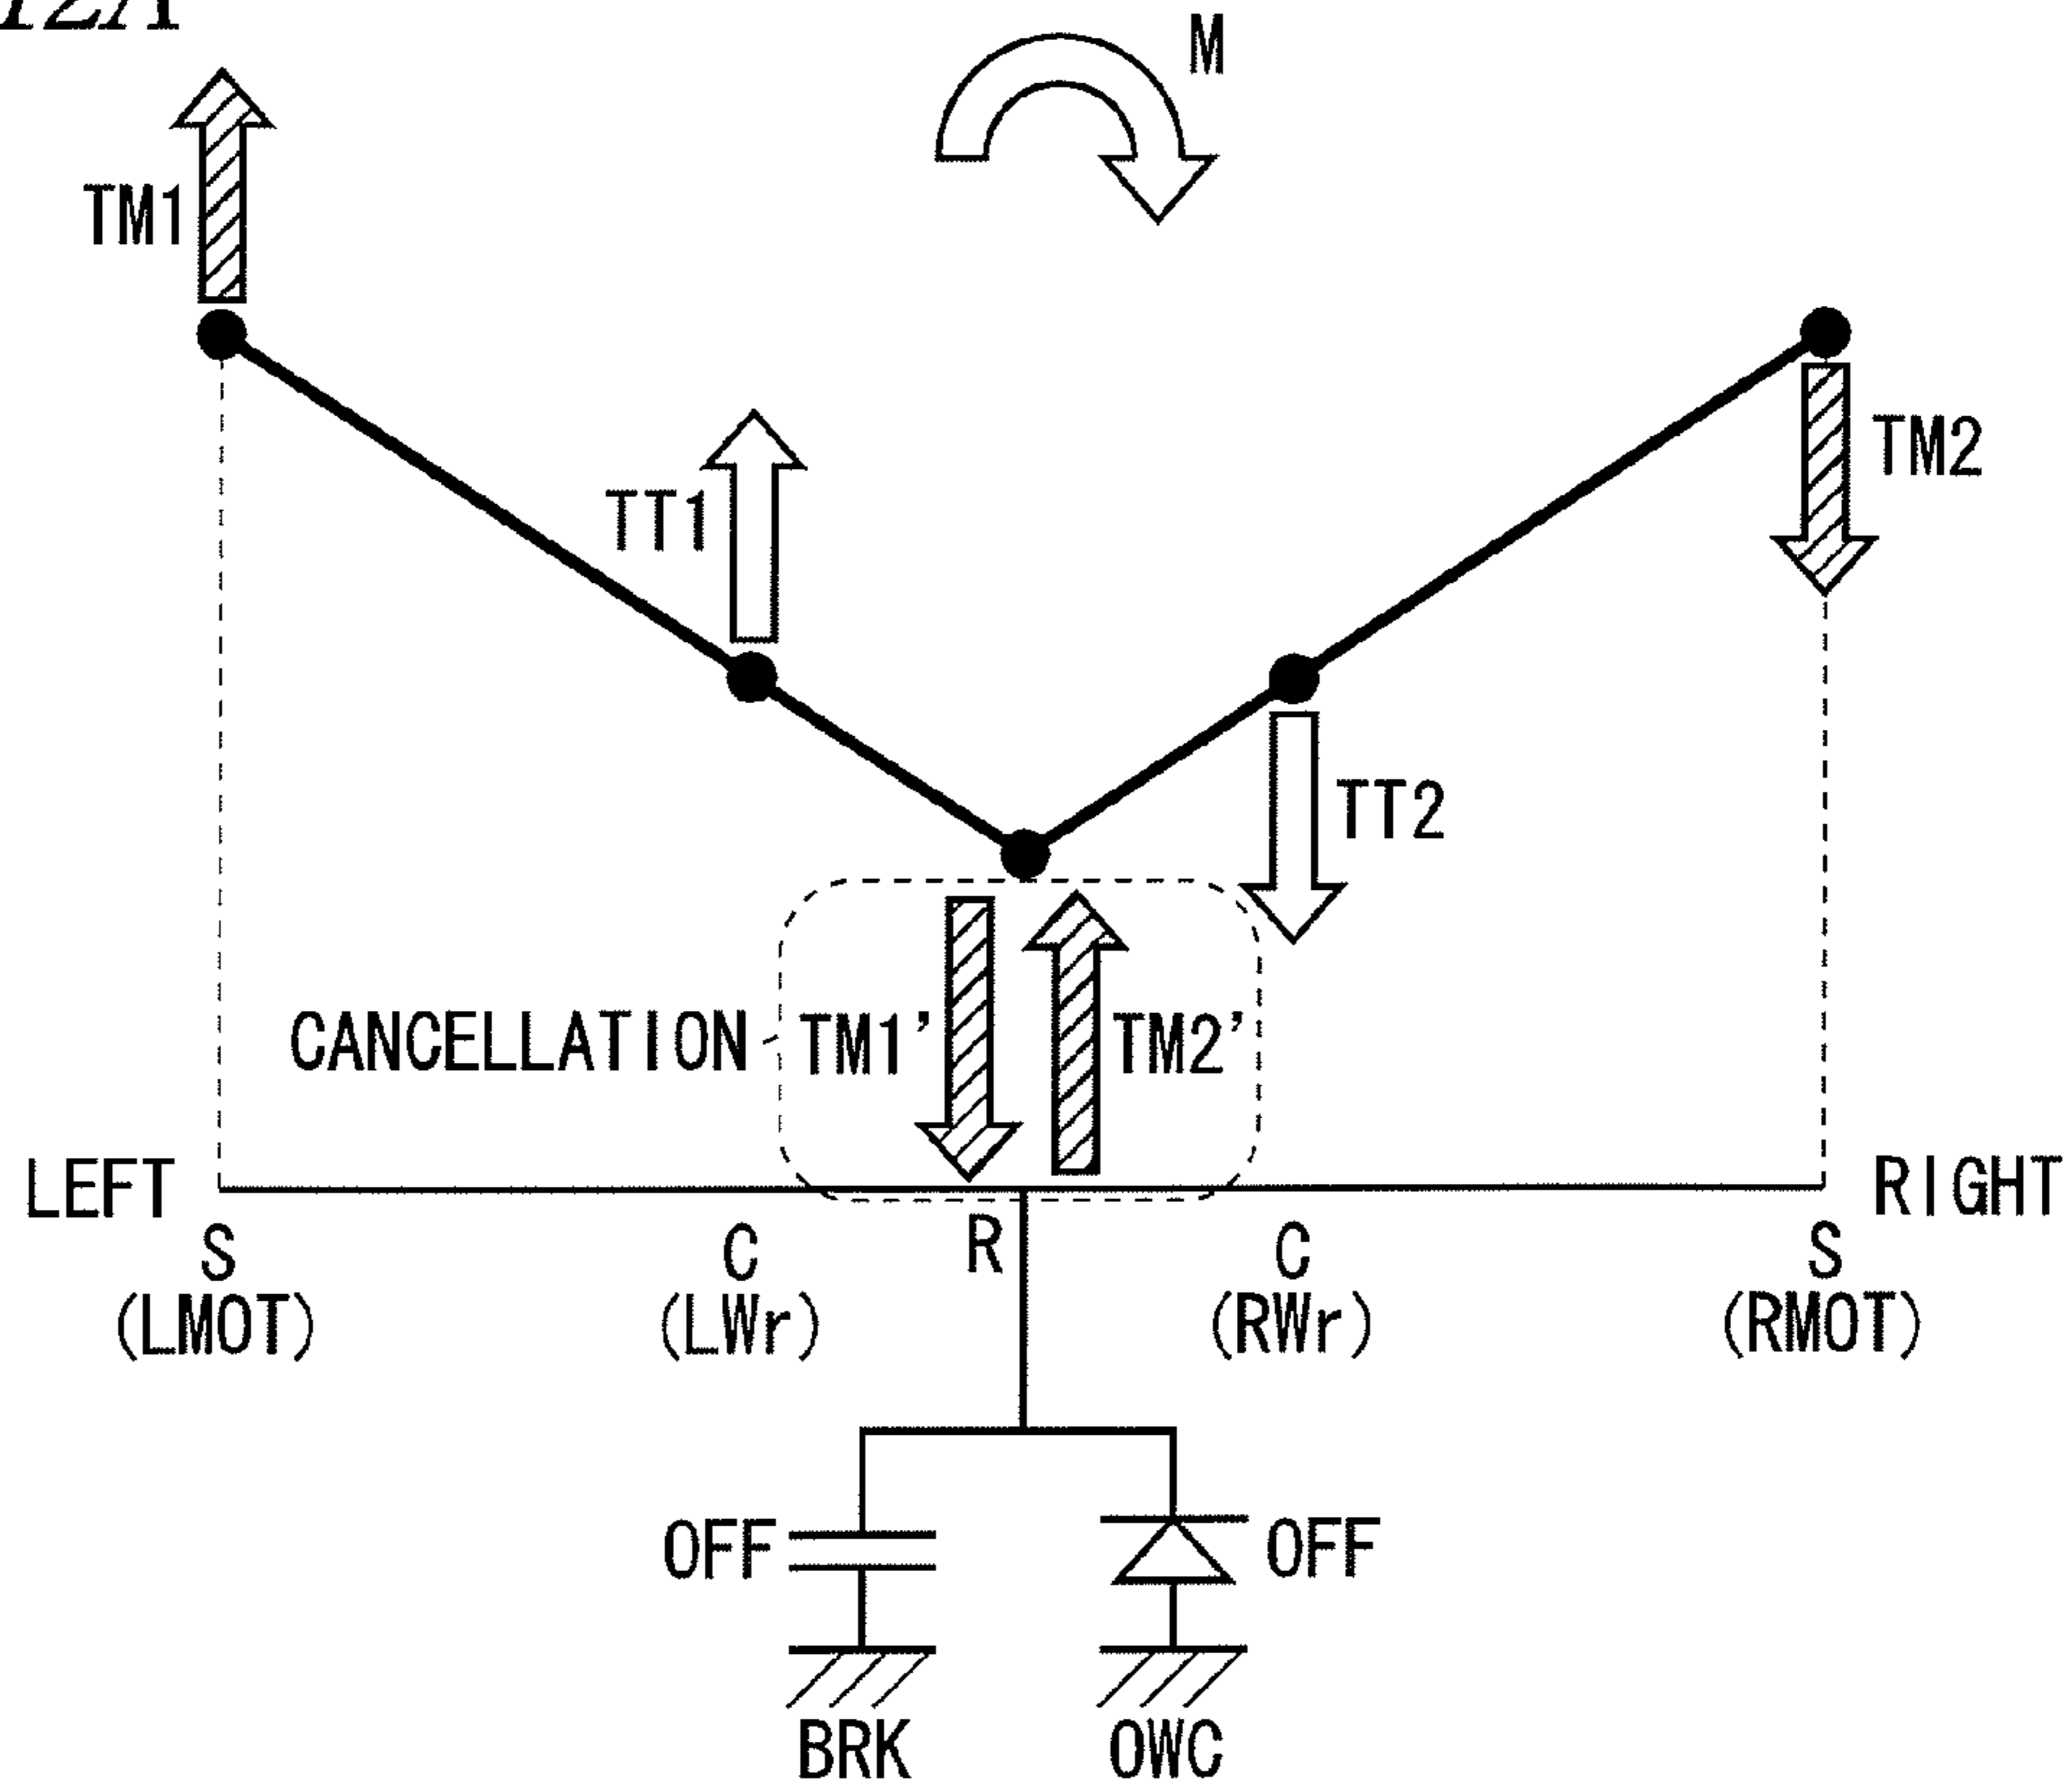 M
TM1
TM2
TT1
TT2
CANCELLATION
TM1'
TM2'
LEFT
RIGHT
S
(LMOT)
C
(LWr)
R
C
(RWr)
S
(RMOT)
OFF
OFF
BRK
OWC